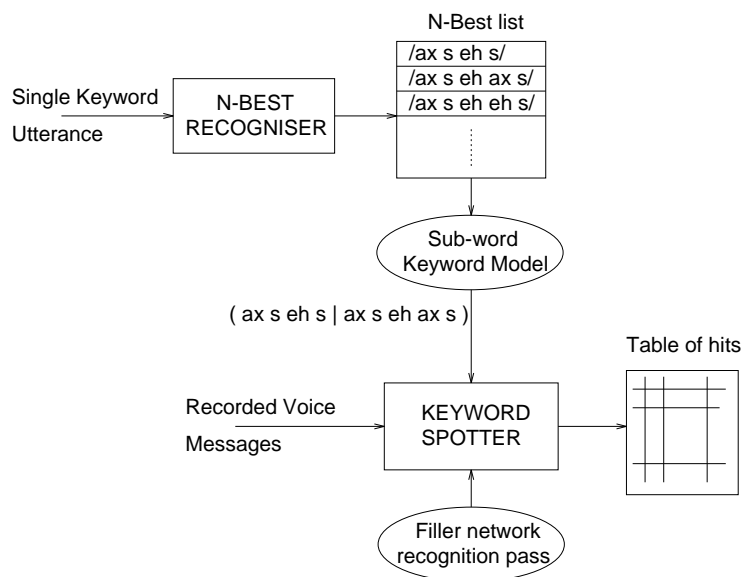 N-Best list
/ax s eh s/
/ax s eh ax s/
/ax s eh eh s/
Single Keyword
Utterance
N-BEST
RECOGNISER
Sub-word
Keyword Model
( ax s eh s | ax s eh ax s )
Table of hits
Recorded Voice
Messages
KEYWORD
SPOTTER
Filler network
recognition pass